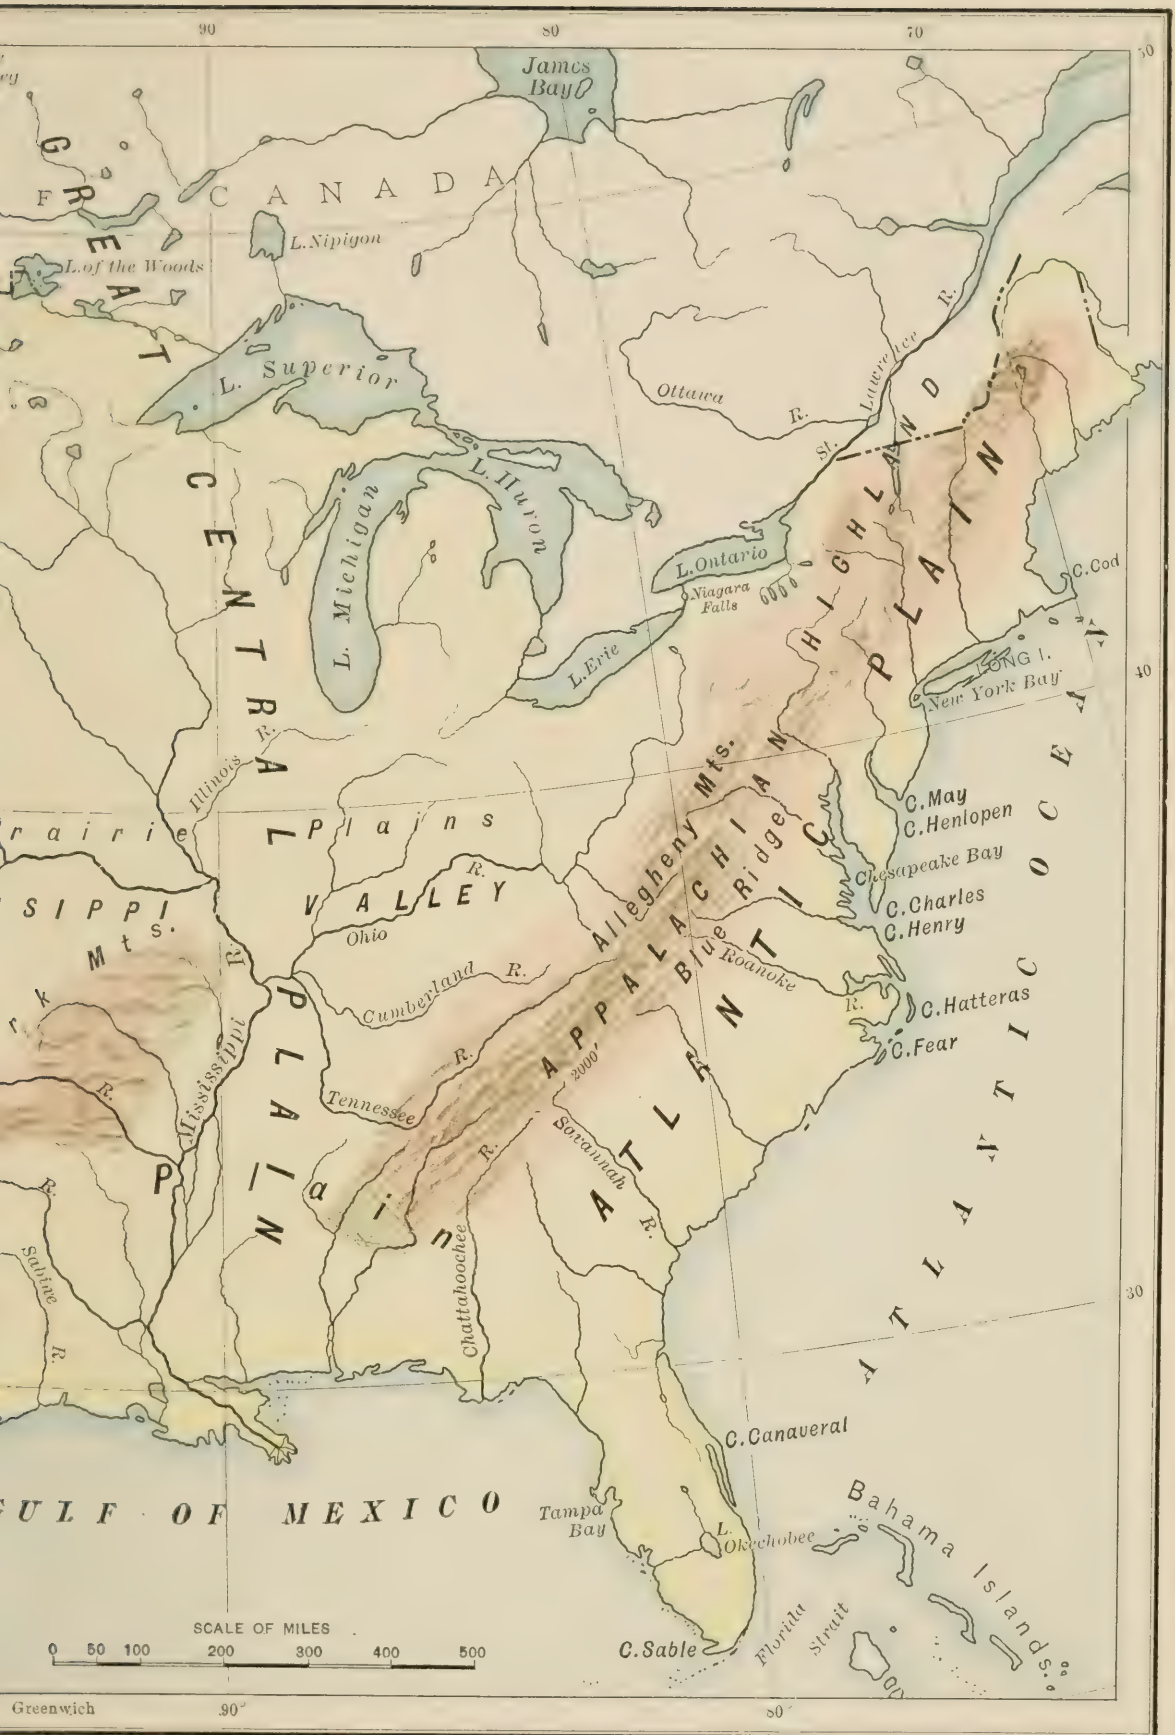 90
80
70
50
James
Bay
GREAT
F
CANADA
L. Nipigon
L. of the Woods
L. Superior
St. Lawrence R.
Ottawa
R.
HIGHLAND
PLAIN
CENTRAL
L. Michigan
L. Huron
L. Ontario
Niagara
Falls
C. Cod
L. Erie
LONG I.
New York Bay
40
Illinois R.
rairie Plains
C. May
C. Henlopen
Allegheny Mts.
APPALACHIAN
Blue Ridge
Chesapeake Bay
SIPPI
VALLEY
R.
Ohio
C. Charles
C. Henry
Mts.
r k
R.
Cumberland R.
Roanoke
R.
C. Hatteras
C. Fear
Mississippi
PLAIN
R.
2000'
R.
Tennessee
Savannah
R.
R.
ATLANTIC
P l a i n
R.
Chattahoochee
Sabine
R.
ATLANTIC OCEAN
30
C. Canaveral
GULF OF MEXICO
Tampa
Bay
L.
Okechobee
Bahama Islands.
Florida
Strait
C. Sable
SCALE OF MILES
0 50 100 200 300 400 500
Greenwich
90°
80°